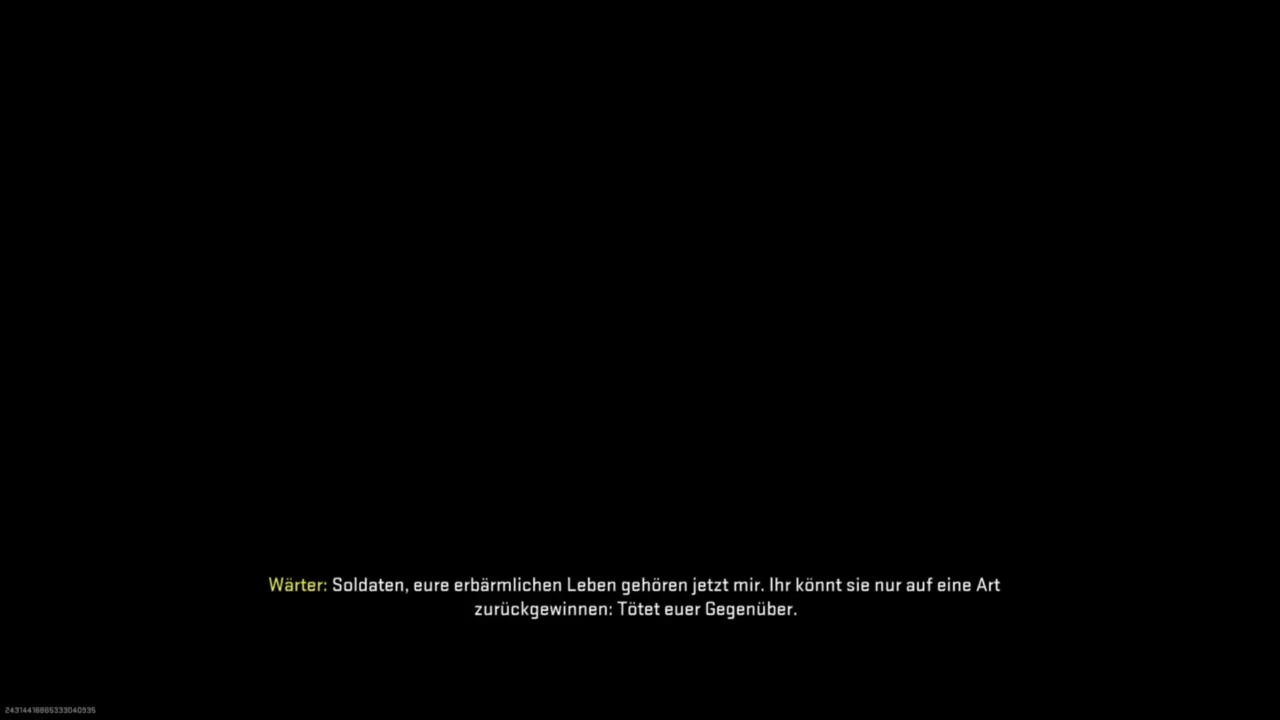 Wärter: Soldaten, eure erbärmlichen Leben gehören jetzt mir. Ihr könnt sie nur auf eine Art
zurückgewinnen: Tötet euer Gegenüber.